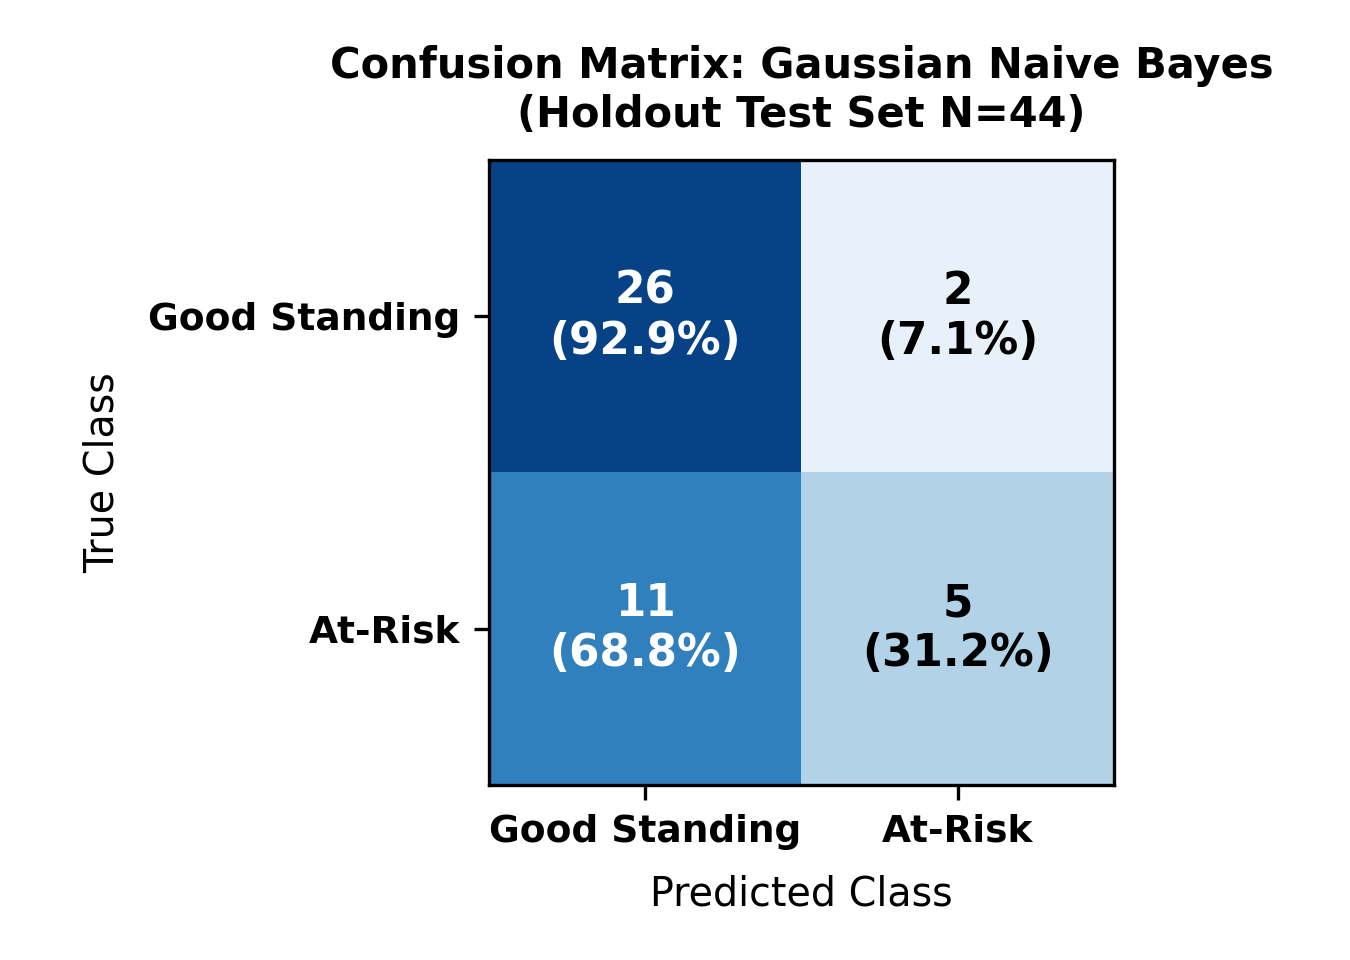 Confusion Matrix: Gaussian Naive Bayes
(Holdout Test Set N=44)
True Class
Good Standing
26
(92.9%)
2
(7.1%)
At-Risk
11
(68.8%)
5
(31.2%)
Good Standing
At-Risk
Predicted Class